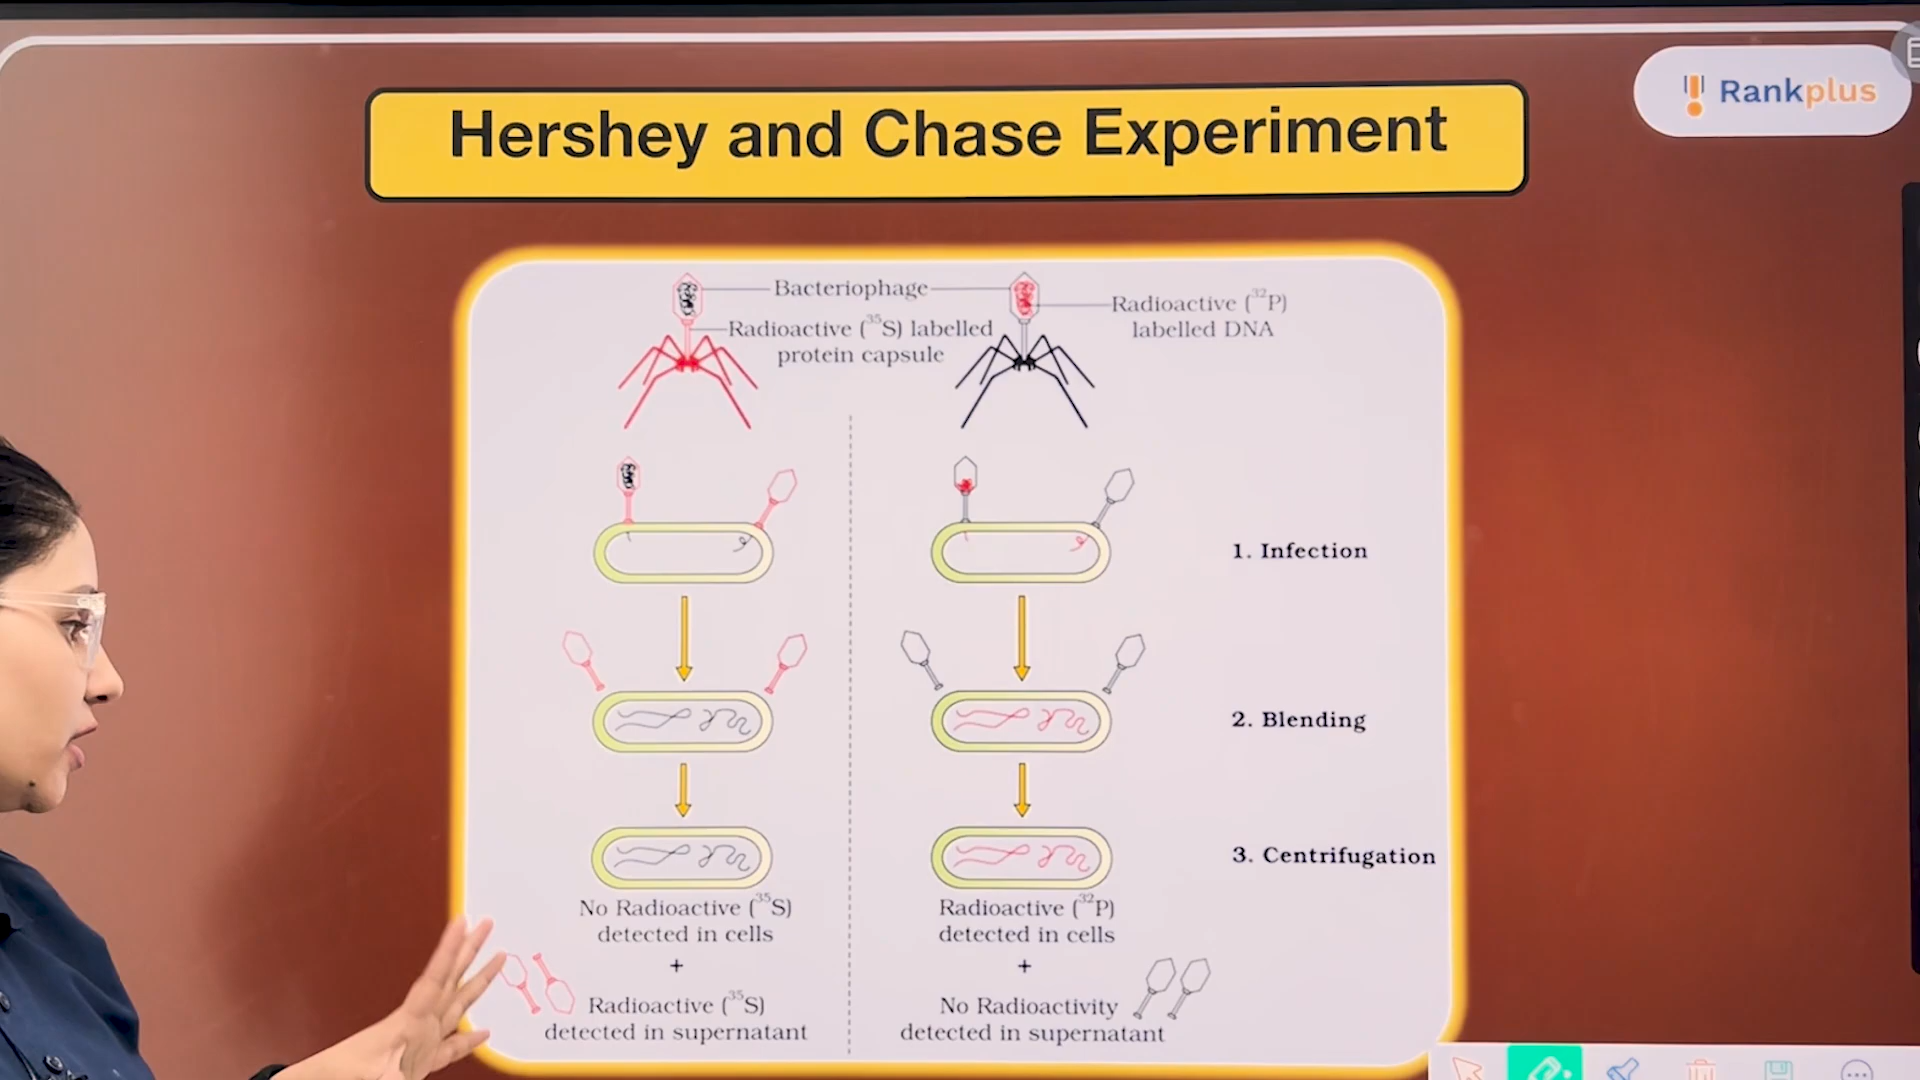 Rankplus
Hershey and Chase Experiment
Bacteriophage
Radioactive (³⁵S) labelled
protein capsule
Radioactive (³²P)
labelled DNA
1. Infection
2. Blending
3. Centrifugation
No Radioactive (³⁵S)
detected in cells
+
Radioactive (³⁵S)
detected in supernatant
Radioactive (³²P)
detected in cells
+
No Radioactivity
detected in supernatant